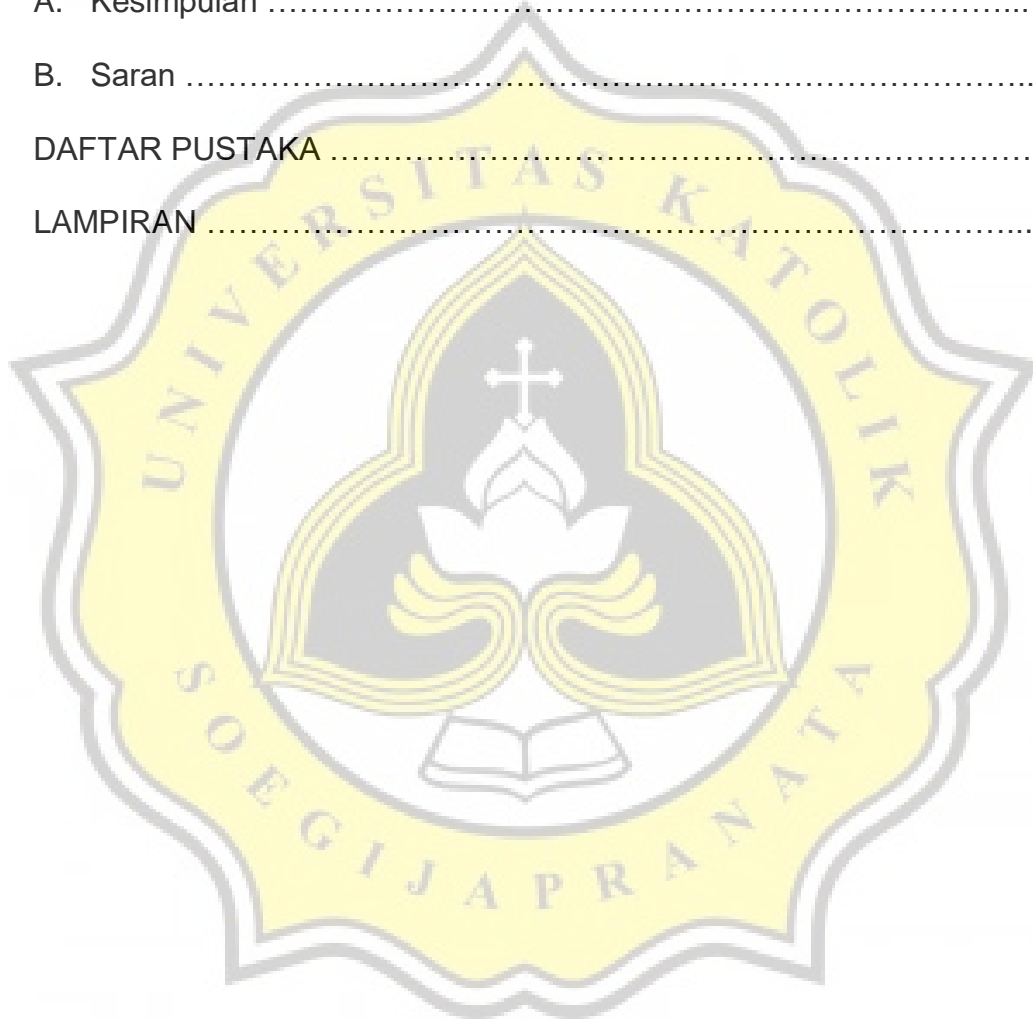 A. Kesimpulan ………………………………………………………………...
B. Saran ……………………………………………………………………….
DAFTAR PUSTAKA ………………………………………………………….
LAMPIRAN …………………………………………………………………...
UNIVERSITAS KATOLIK
SOEGIJAPRANATA